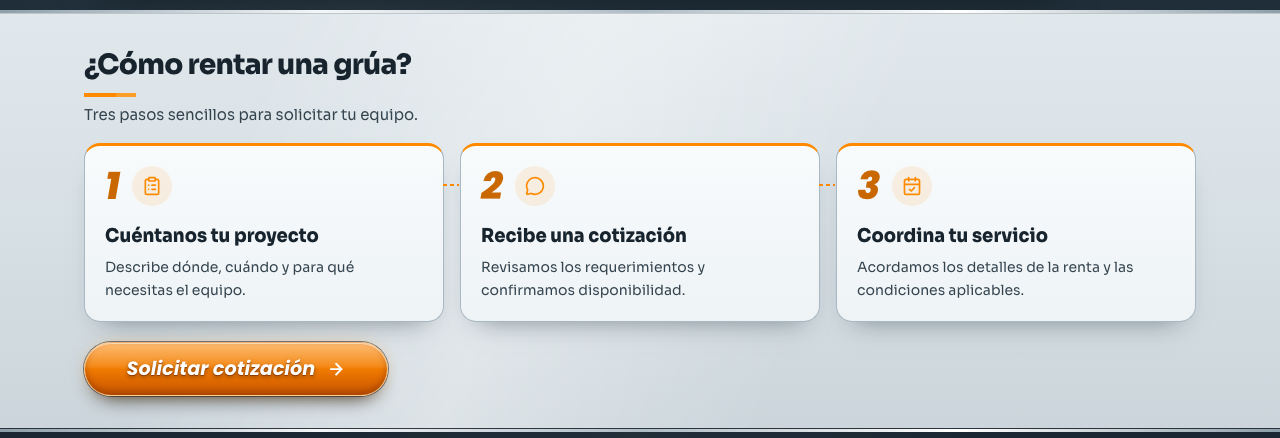 ¿Cómo rentar una grúa?
Tres pasos sencillos para solicitar tu equipo.
1
Cuéntanos tu proyecto
Describe dónde, cuándo y para qué
necesitas el equipo.
2
Recibe una cotización
Revisamos los requerimientos y
confirmamos disponibilidad.
3
Coordina tu servicio
Acordamos los detalles de la renta y las
condiciones aplicables.
Solicitar cotización →